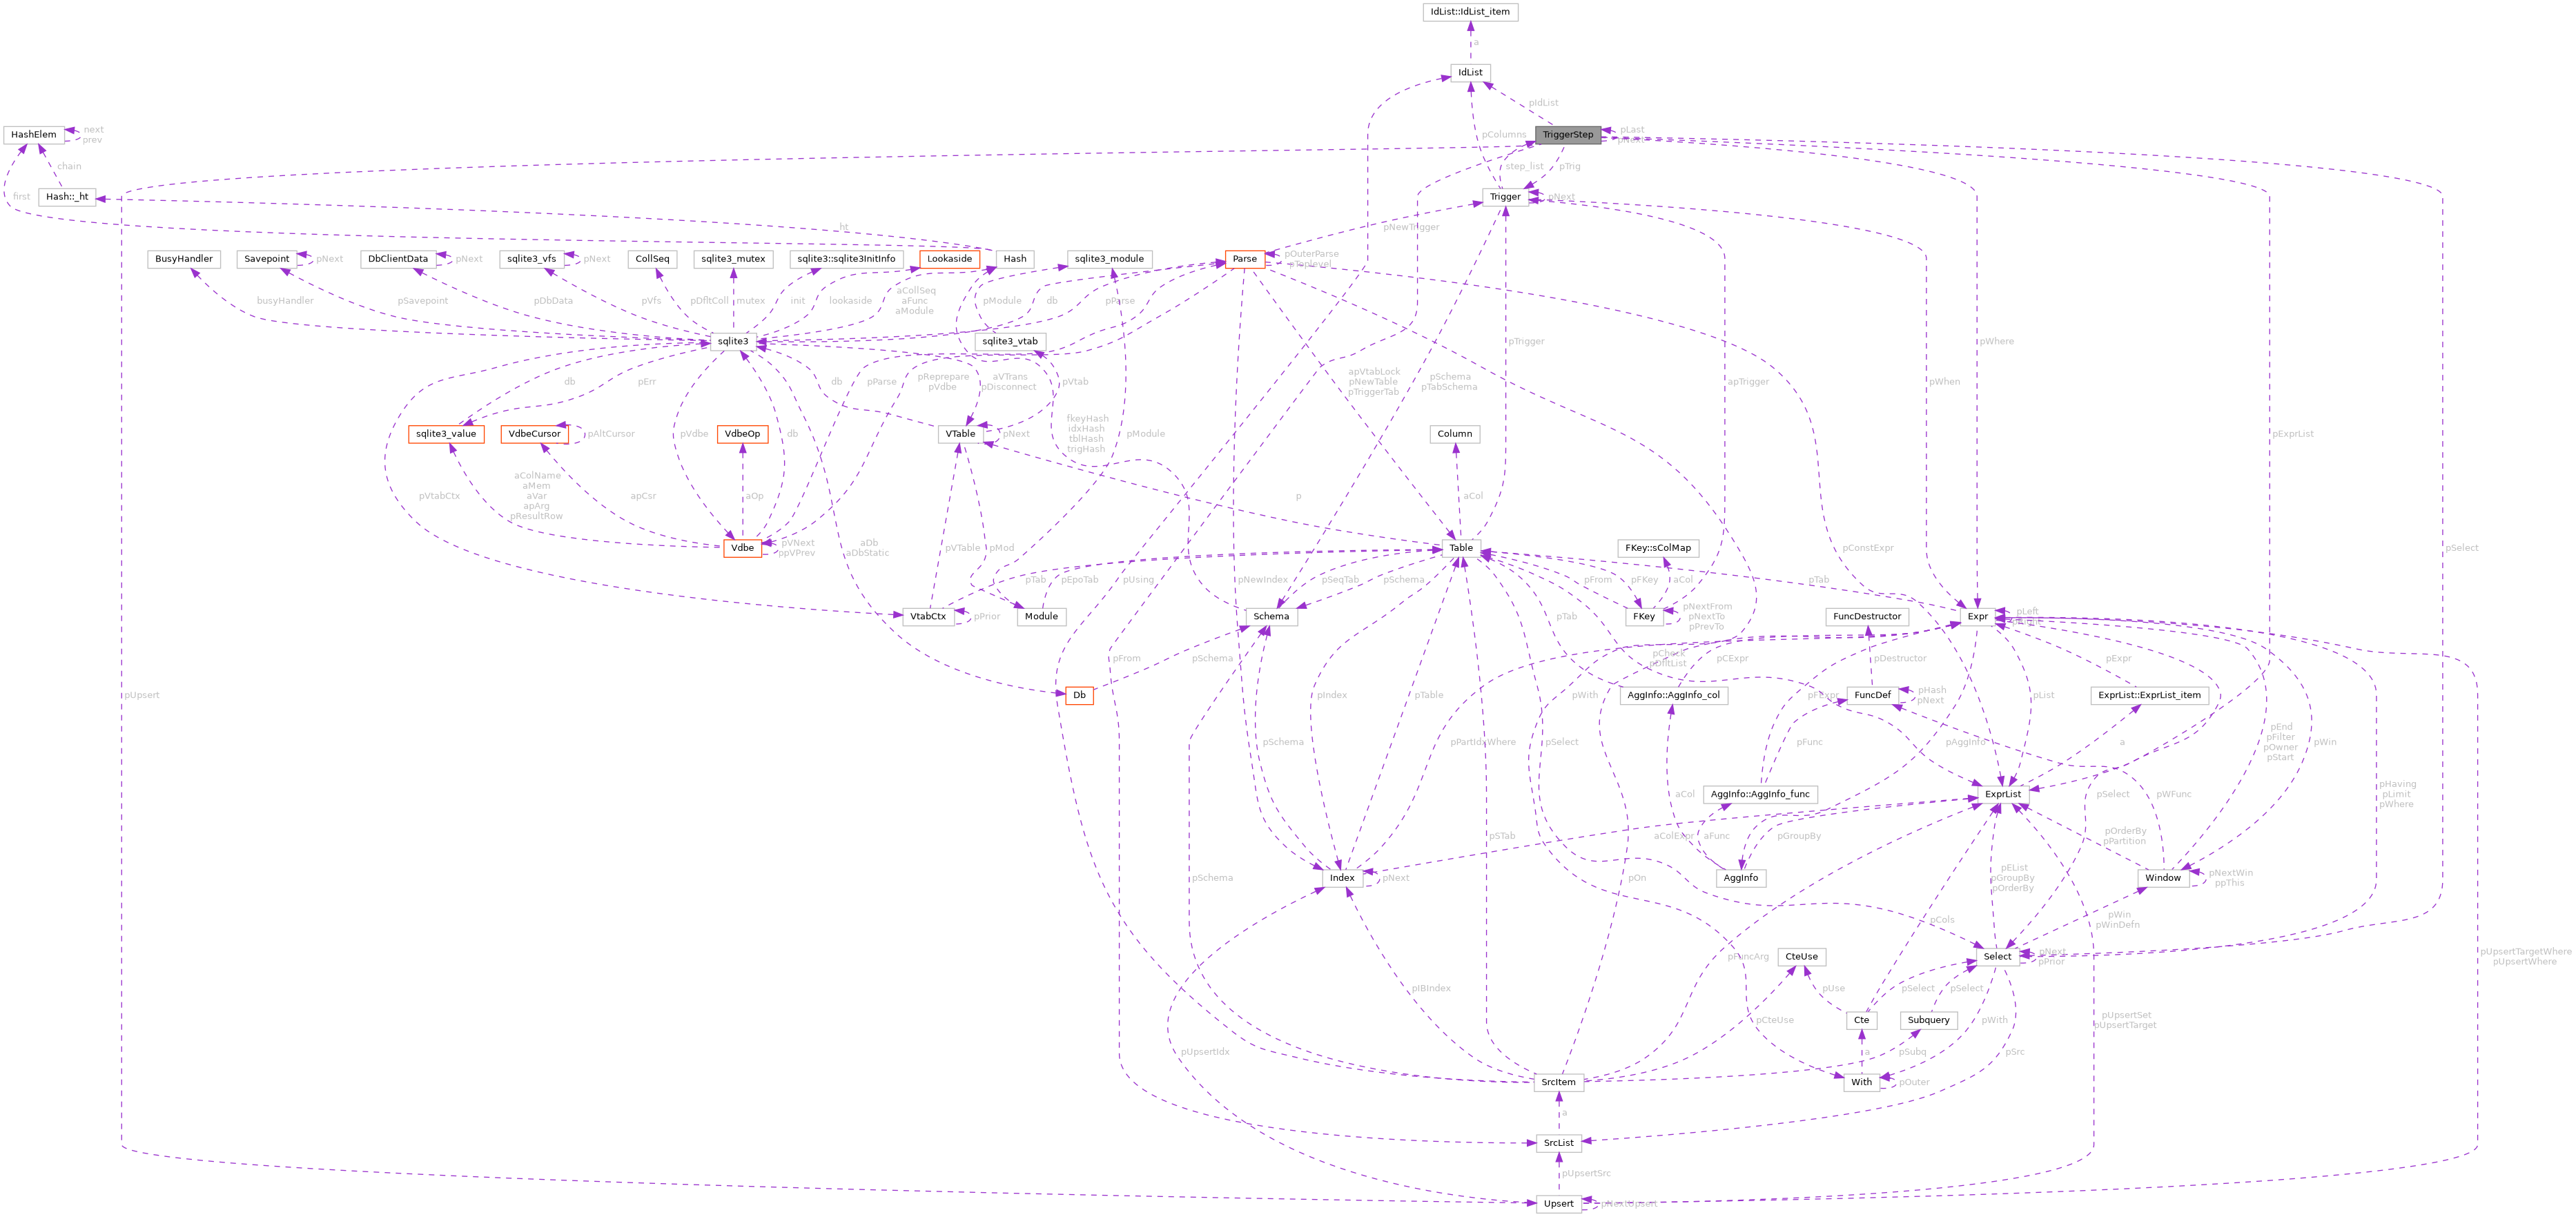 IdList::IdList_item
a
IdList
pIdList
HashElem
next
prev
TriggerStep
pLast
pNext
pColumns
chain
step_list
pTrig
first
Hash::_ht
Trigger
pNext
ht
pNewTrigger
BusyHandler
Savepoint
pNext
DbClientData
pNext
sqlite3_vfs
pNext
CollSeq
sqlite3_mutex
sqlite3::sqlite3InitInfo
Lookaside
Hash
sqlite3_module
Parse
pOuterParse
pToplevel
busyHandler
pSavepoint
pDbData
pVfs
pDfltColl
mutex
init
lookaside
aCollSeq
aFunc
aModule
pModule
db
pParse
sqlite3
sqlite3_vtab
pTrigger
pWhere
db
pErr
db
pParse
pReprepare
pVdbe
aVTrans
pDisconnect
pVtab
apVtabLock
pNewTable
pTriggerTab
pSchema
pTabSchema
apTrigger
pWhen
sqlite3_value
VdbeCursor
pAltCursor
pVdbe
VdbeOp
db
VTable
pNext
fkeyHash
idxHash
tblHash
trigHash
pModule
Column
pExprList
aColName
aMem
aVar
apArg
pResultRow
pVtabCtx
apCsr
aOp
p
aCol
Vdbe
pVNext
ppVPrev
aDb
aDbStatic
pVTable
pMod
Table
FKey::sColMap
pConstExpr
pSelect
pTab
pEpoTab
pUsing
pNewIndex
pSeqTab
pSchema
pFrom
pFKey
aCol
pTab
VtabCtx
pPrior
Module
Schema
FKey
pNextFrom
pNextTo
pPrevTo
FuncDestructor
Expr
pLeft
pRight
pTab
pFrom
pSchema
pCheck
pDfltList
pCExpr
pDestructor
pExpr
pUpsert
Db
pIndex
pTable
pWith
AggInfo::AggInfo_col
pFExpr
FuncDef
pHash
pNext
pList
ExprList::ExprList_item
pSchema
pPartIdxWhere
pSelect
pFunc
pAggInfo
a
pEnd
pFilter
pOwner
pStart
pWin
aCol
AggInfo::AggInfo_func
ExprList
pSelect
pWFunc
pHaving
pLimit
pWhere
pSTab
aColExpr
aFunc
pGroupBy
pOrderBy
pPartition
pSchema
Index
pNext
pOn
AggInfo
pEList
pGroupBy
pOrderBy
Window
pNextWin
ppThis
pCols
pWin
pWinDefn
pFuncArg
CteUse
Select
pNext
pPrior
pUpsertTargetWhere
pUpsertWhere
pIBIndex
pUse
pSelect
pSelect
pCteUse
Cte
Subquery
pWith
pUpsertSet
pUpsertTarget
pUpsertIdx
a
pSubq
pSrc
SrcItem
With
pOuter
a
SrcList
pUpsertSrc
Upsert
pNextUpsert